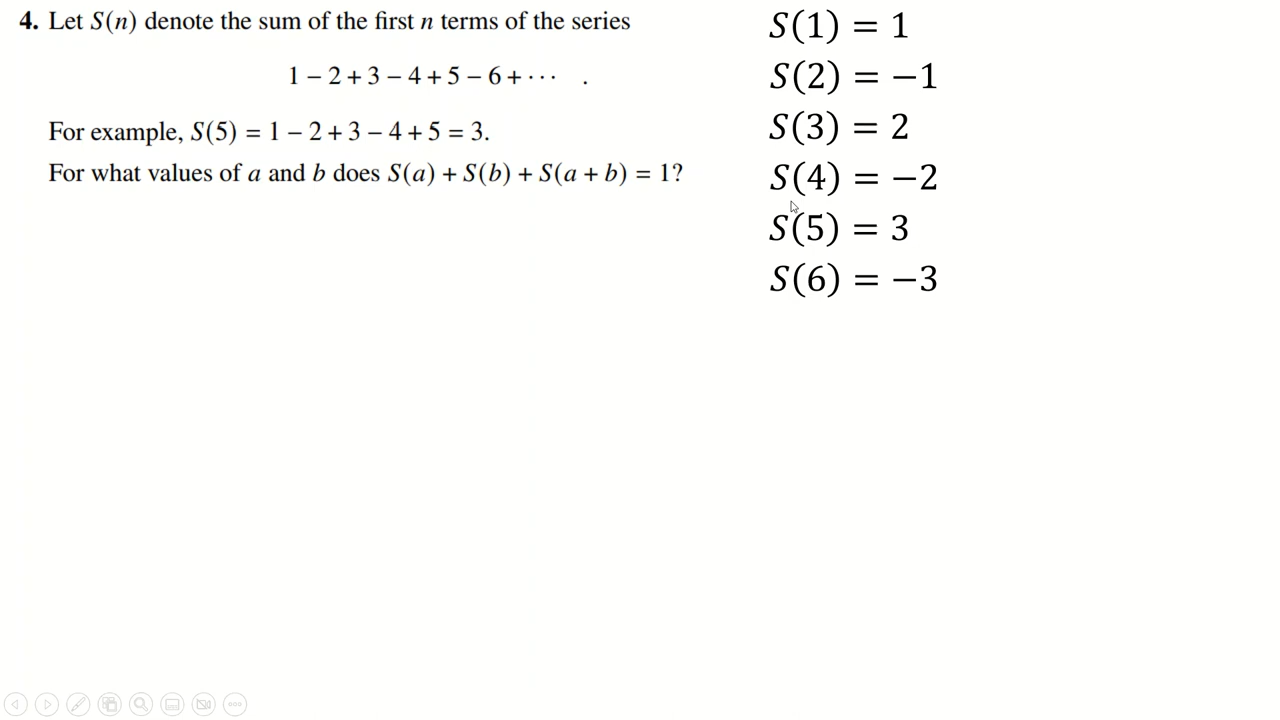 4. Let S(n) denote the sum of the first n terms of the series
1 − 2 + 3 − 4 + 5 − 6 + ⋯ .
For example, S(5) = 1 − 2 + 3 − 4 + 5 = 3.
For what values of a and b does S(a) + S(b) + S(a + b) = 1?
S(1) = 1
S(2) = −1
S(3) = 2
S(4) = −2
S(5) = 3
S(6) = −3